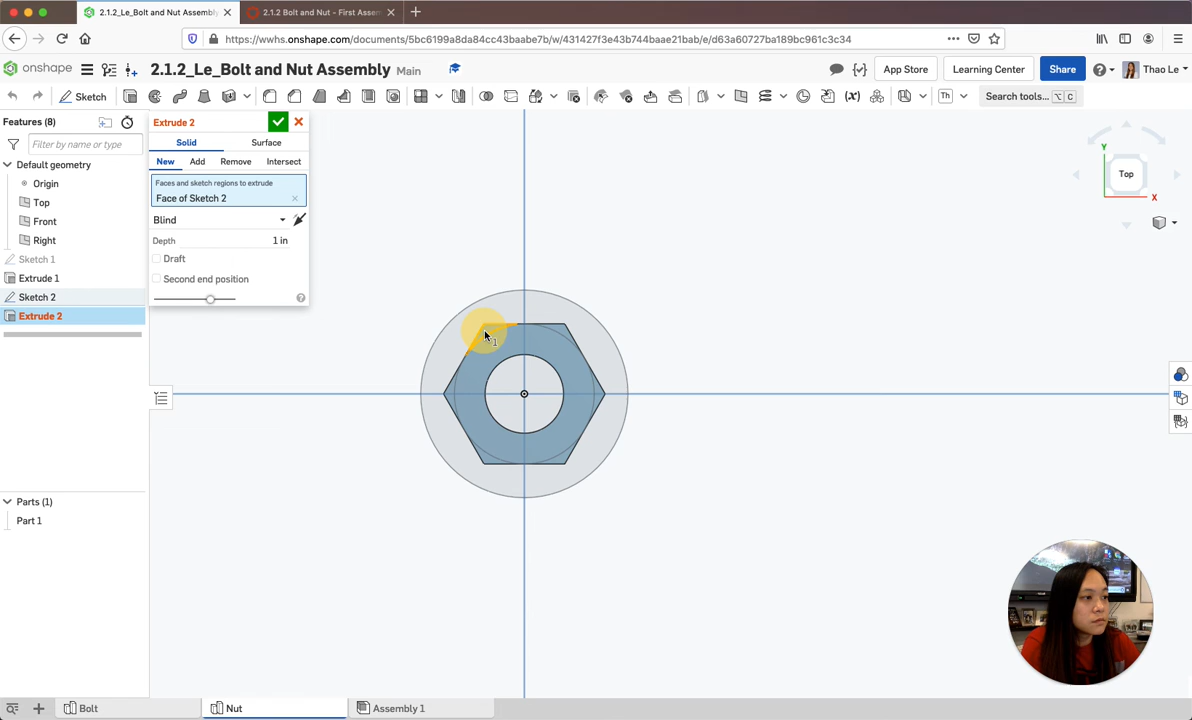 2.1.2_Le_Bolt and Nut Assembly
2.1.2 Bolt and Nut - First Assem
https://wwhs.onshape.com/documents/5bc6199a8da84cc43baabe7b/w/431427f3e43b744baae21bab/e/d63a60727ba189bc961c3c34
onshape
2.1.2_Le_Bolt and Nut Assembly Main
App Store
Learning Center
Share
Thao Le
Sketch
Th
Search tools... ⌥ C
Features (8)
Filter by name or type
Default geometry
Origin
Top
Front
Right
Sketch 1
Extrude 1
Sketch 2
Extrude 2
Extrude 2
Solid
Surface
New
Add
Remove
Intersect
Faces and sketch regions to extrude
Face of Sketch 2
Blind
Depth
1 in
Draft
Second end position
1
Y
Top
X
Parts (1)
Part 1
Bolt
Nut
Assembly 1